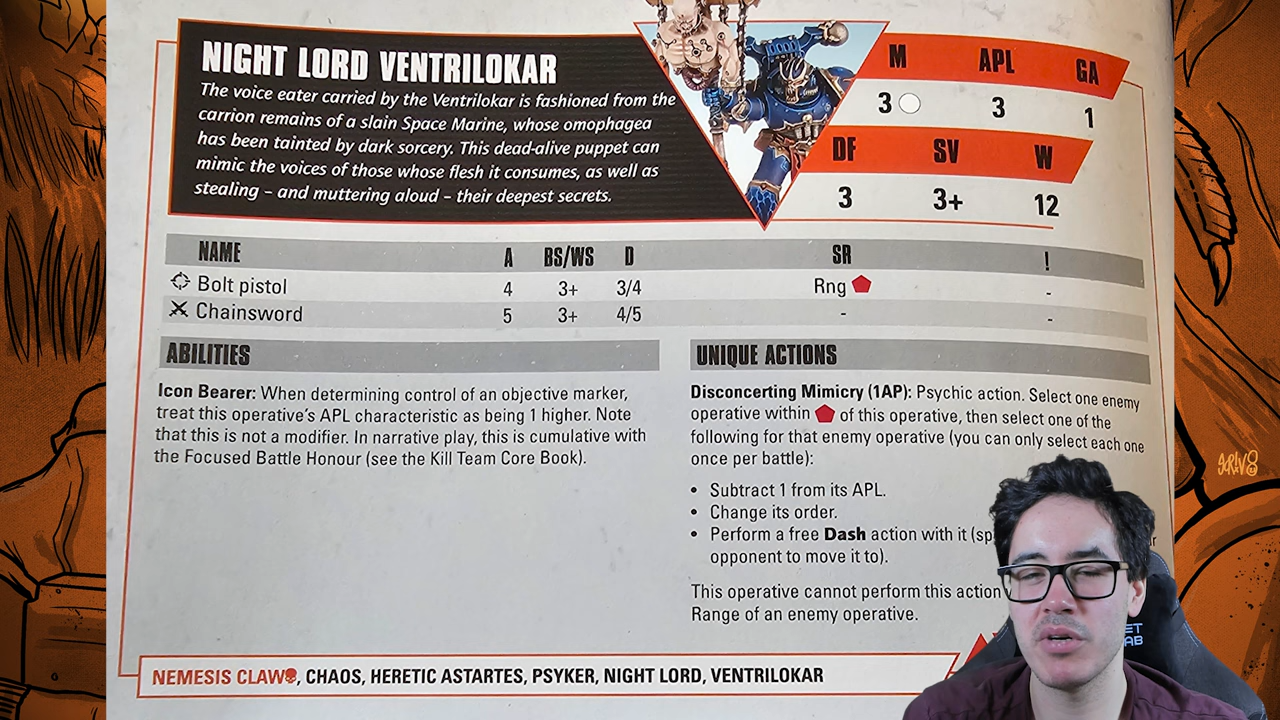 NIGHT LORD VENTRILOKAR
The voice eater carried by the Ventrilokar is fashioned from the
carrion remains of a slain Space Marine, whose omophagea
has been tainted by dark sorcery. This dead-alive puppet can
mimic the voices of those whose flesh it consumes, as well as
stealing – and muttering aloud – their deepest secrets.
M APL GA
3 3 1
DF SV W
3 3+ 12
NAME A BS/WS D SR !
Bolt pistol 4 3+ 3/4 Rng -
Chainsword 5 3+ 4/5 - -
ABILITIES
Icon Bearer: When determining control of an objective marker,
treat this operative's APL characteristic as being 1 higher. Note
that this is not a modifier. In narrative play, this is cumulative with
the Focused Battle Honour (see the Kill Team Core Book).
UNIQUE ACTIONS
Disconcerting Mimicry (1AP): Psychic action. Select one enemy
operative within of this operative, then select one of the
following for that enemy operative (you can only select each one
once per battle):
• Subtract 1 from its APL.
• Change its order.
• Perform a free Dash action with it
opponent to move it to).
This operative cannot perform this action
Range of an enemy operative.
NEMESIS CLAW, CHAOS, HERETIC ASTARTES, PSYKER, NIGHT LORD, VENTRILOKAR